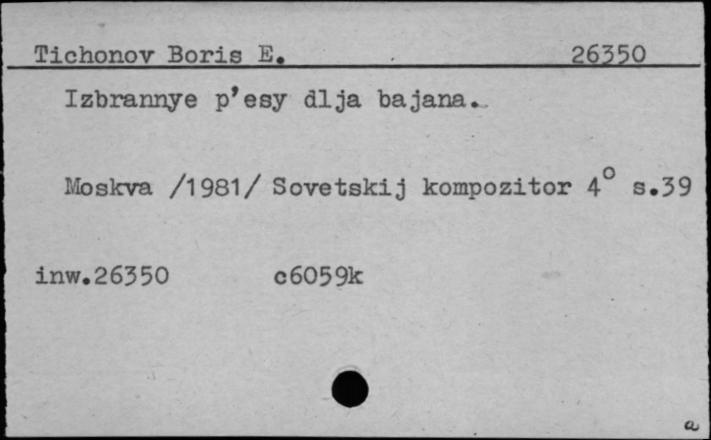 Tichonov Boris E. 26350
Izbrannye p'esy dlja bajana.
Moskva /1981/ Sovetskij kompozitor 4° s.39
inw.26350 c6059k
a